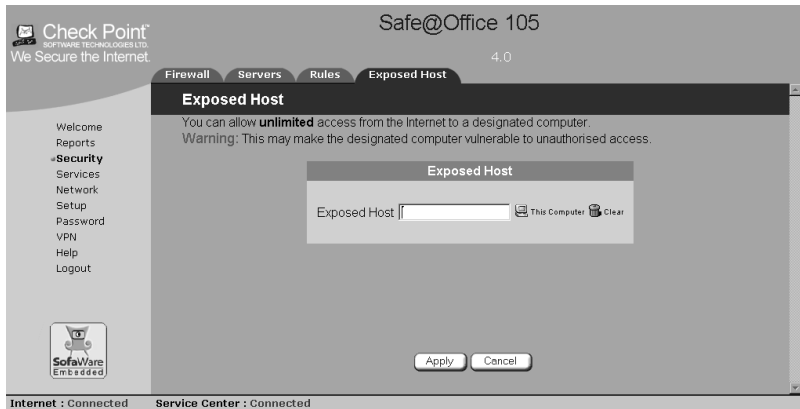 Check Point™
SOFTWARE TECHNOLOGIES LTD.
We Secure the Internet.
Safe@Office 105
4.0
Firewall Servers Rules Exposed Host
Exposed Host
You can allow unlimited access from the Internet to a designated computer.
Warning: This may make the designated computer vulnerable to unauthorised access.
Welcome
Reports
Security
Services
Network
Setup
Password
VPN
Help
Logout
Exposed Host
Exposed Host This Computer Clear
SofaWare
Embedded
Apply Cancel
Internet : Connected Service Center : Connected